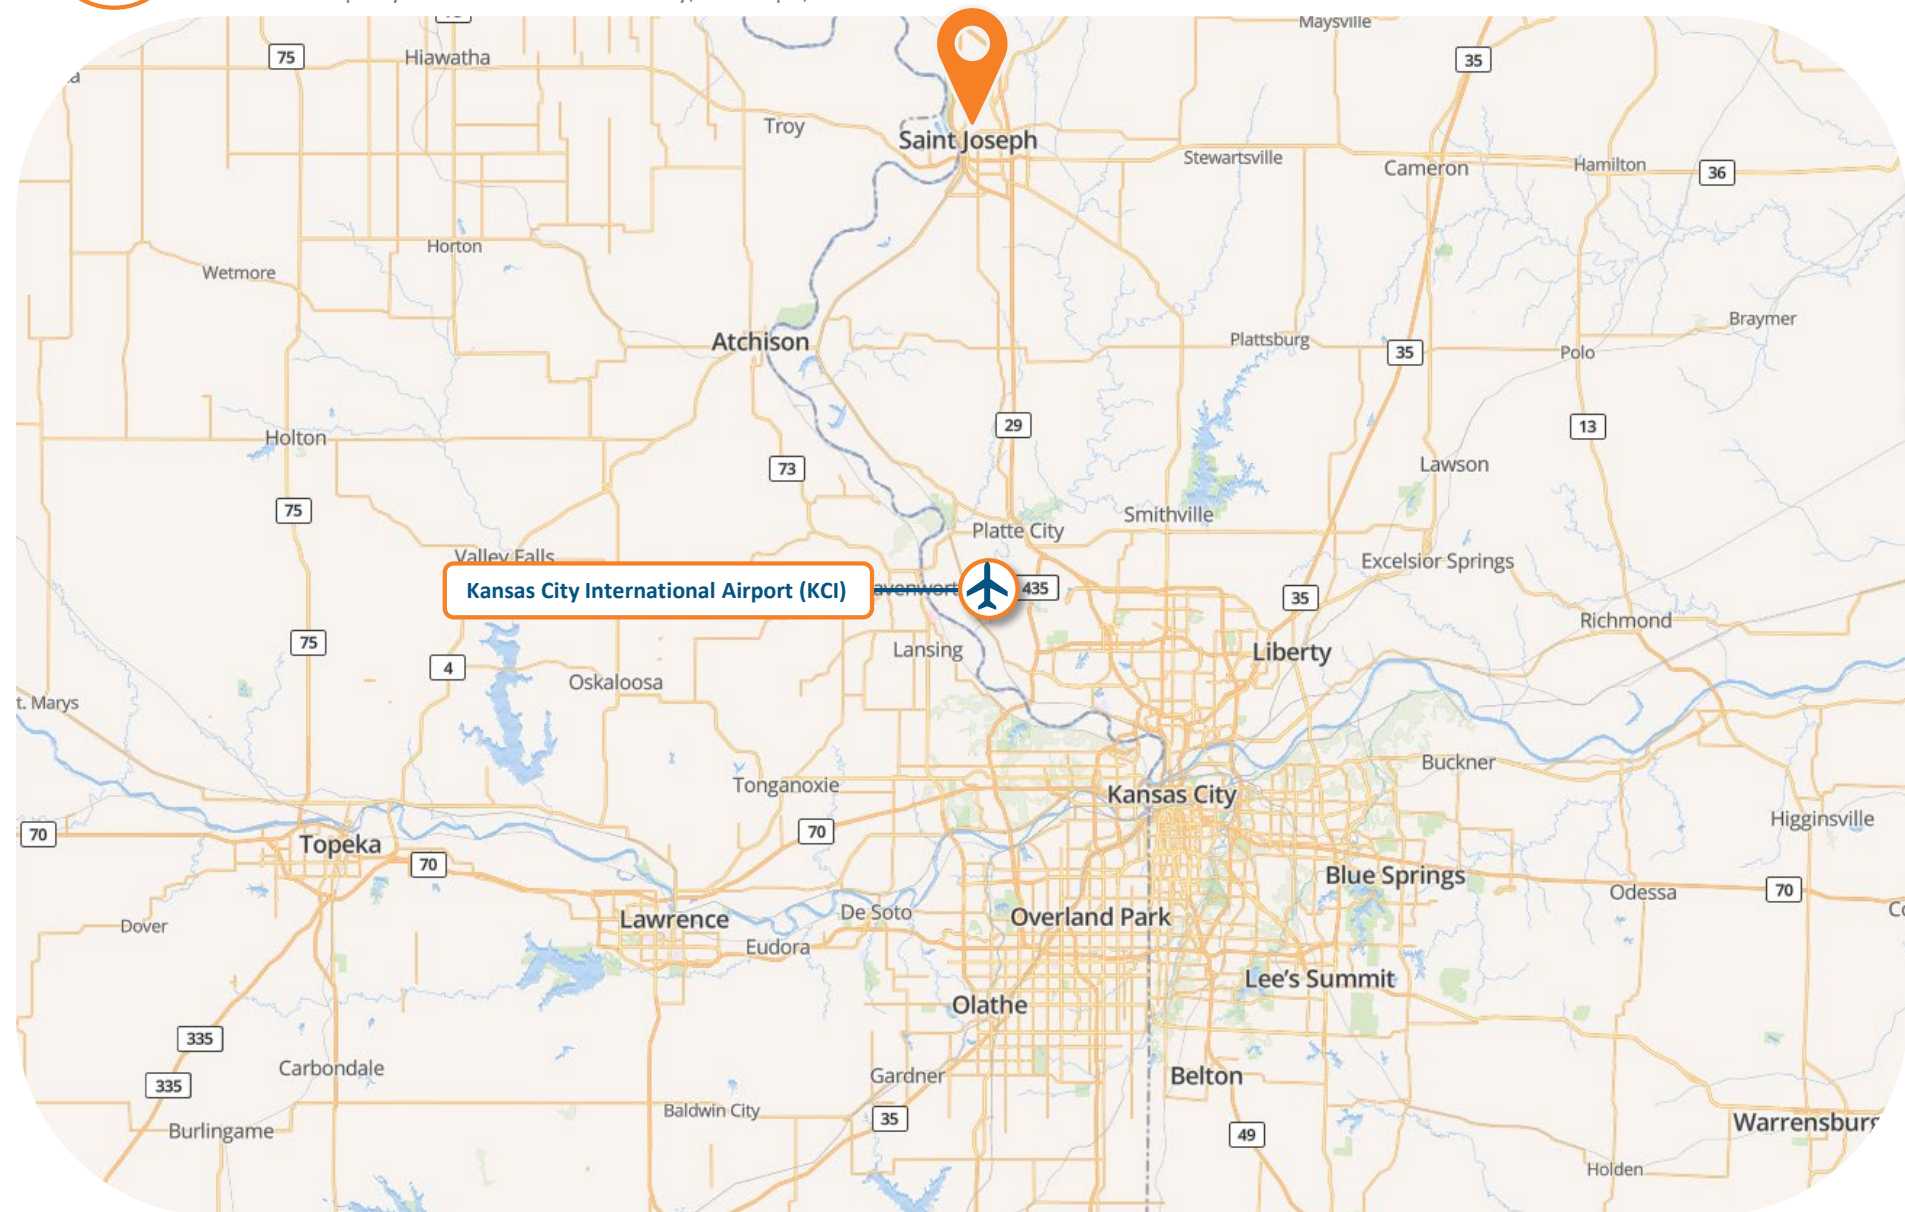 Maysville
75
Hiawatha
35
Troy
Saint Joseph
Stewartsville
Cameron
Hamilton
36
Horton
Wetmore
Braymer
Atchison
Plattsburg
35
Polo
29
13
Holton
73
Lawson
75
Smithville
Platte City
Valley Falls
Excelsior Springs
Kansas City International Airport (KCI)
435
35
Richmond
75
Lansing
Liberty
4
Oskaloosa
t. Marys
Buckner
Tonganoxie
Kansas City
Higginsville
70
70
Topeka
70
Blue Springs
Odessa
70
Lawrence
De Soto
Overland Park
Dover
Eudora
Lee's Summit
Olathe
335
Carbondale
Gardner
Belton
335
Baldwin City
35
Warrensburg
Burlingame
49
Holden